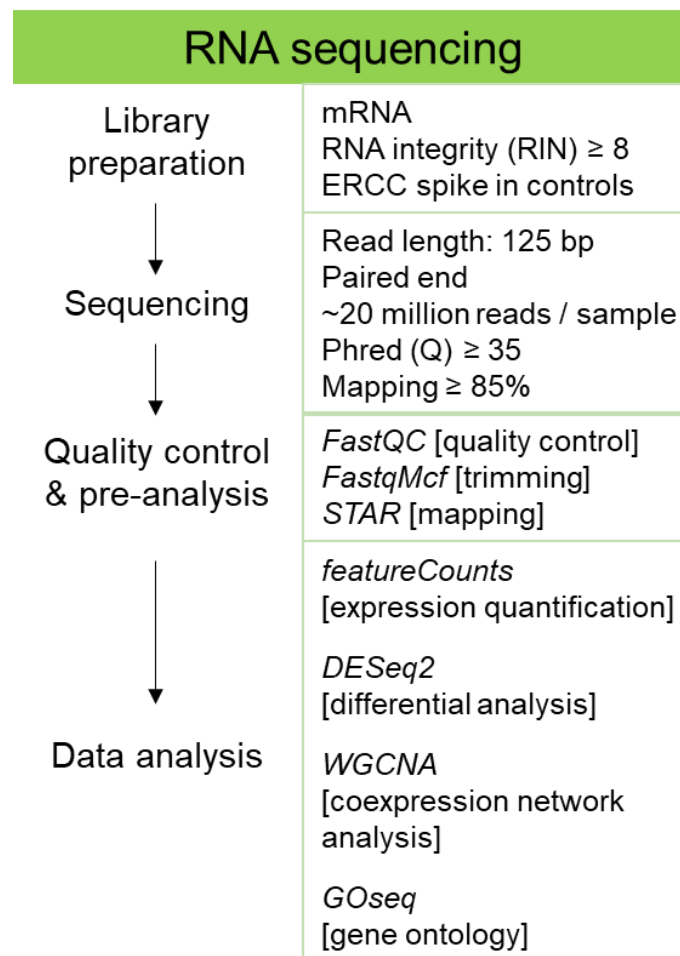 RNA sequencing
Library
preparation
mRNA
RNA integrity (RIN) ≥ 8
ERCC spike in controls
Sequencing
Read length: 125 bp
Paired end
~20 million reads / sample
Phred (Q) ≥ 35
Mapping ≥ 85%
Quality control
& pre-analysis
FastQC [quality control]
FastqMcf [trimming]
STAR [mapping]
Data analysis
featureCounts
[expression quantification]
DESeq2
[differential analysis]
WGCNA
[coexpression network
analysis]
GOseq
[gene ontology]